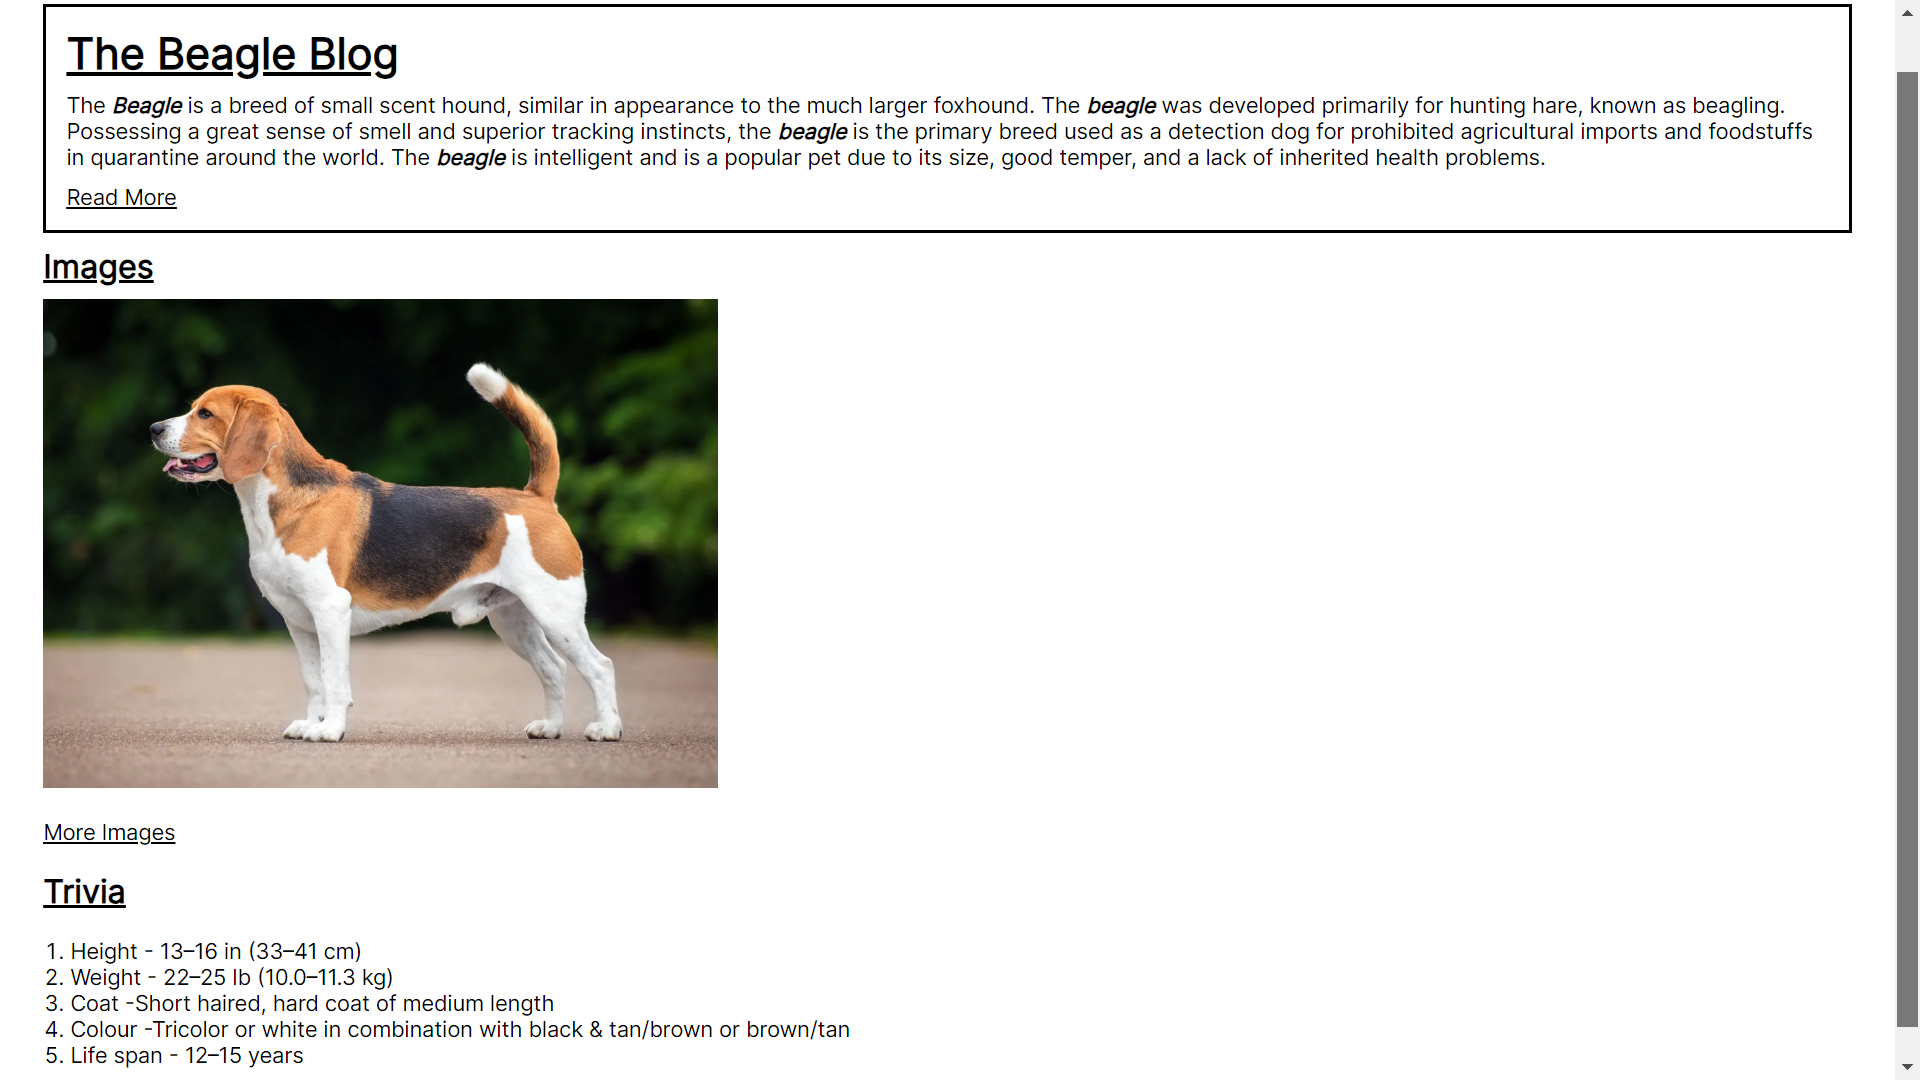 The Beagle Blog
The Beagle is a breed of small scent hound, similar in appearance to the much larger foxhound. The beagle was developed primarily for hunting hare, known as beagling.
Possessing a great sense of smell and superior tracking instincts, the beagle is the primary breed used as a detection dog for prohibited agricultural imports and foodstuffs
in quarantine around the world. The beagle is intelligent and is a popular pet due to its size, good temper, and a lack of inherited health problems.
Read More
Images
More Images
Trivia
1. Height - 13–16 in (33–41 cm)
2. Weight - 22–25 lb (10.0–11.3 kg)
3. Coat -Short haired, hard coat of medium length
4. Colour -Tricolor or white in combination with black & tan/brown or brown/tan
5. Life span - 12–15 years